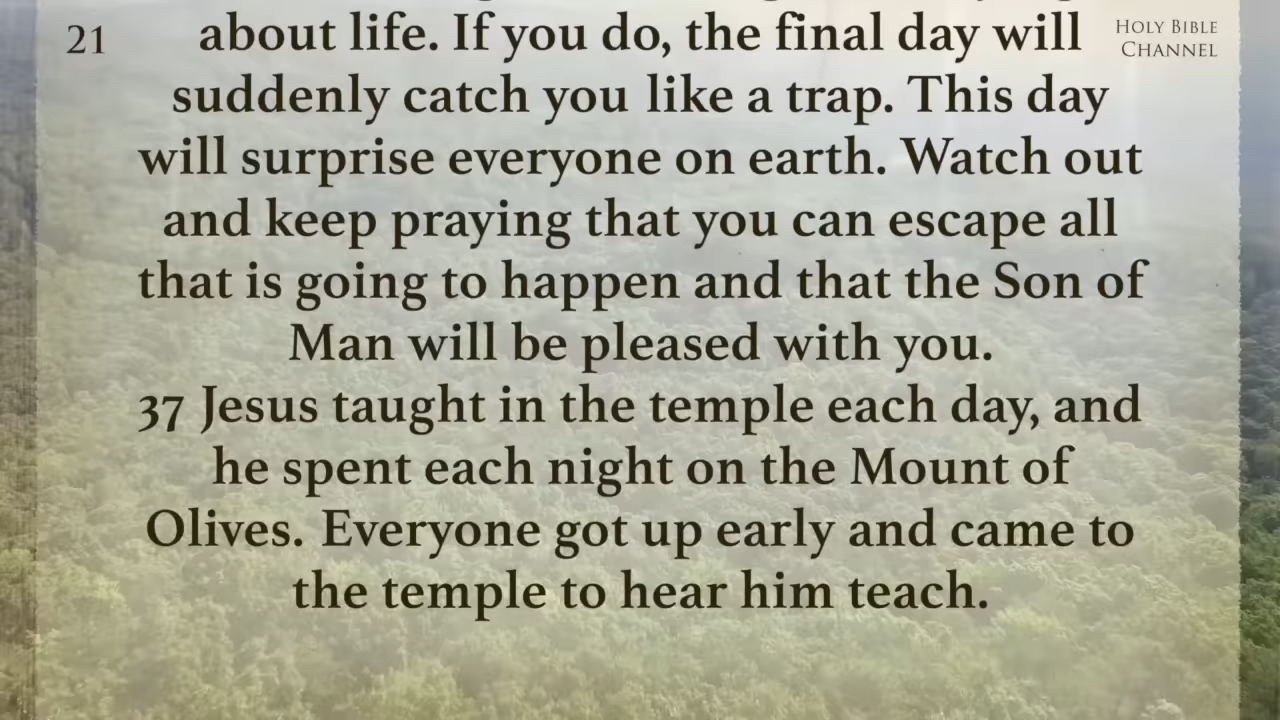 21
about life. If you do, the final day will
suddenly catch you like a trap. This day
will surprise everyone on earth. Watch out
and keep praying that you can escape all
that is going to happen and that the Son of
Man will be pleased with you.
37 Jesus taught in the temple each day, and
he spent each night on the Mount of
Olives. Everyone got up early and came to
the temple to hear him teach.
HOLY BIBLE
CHANNEL